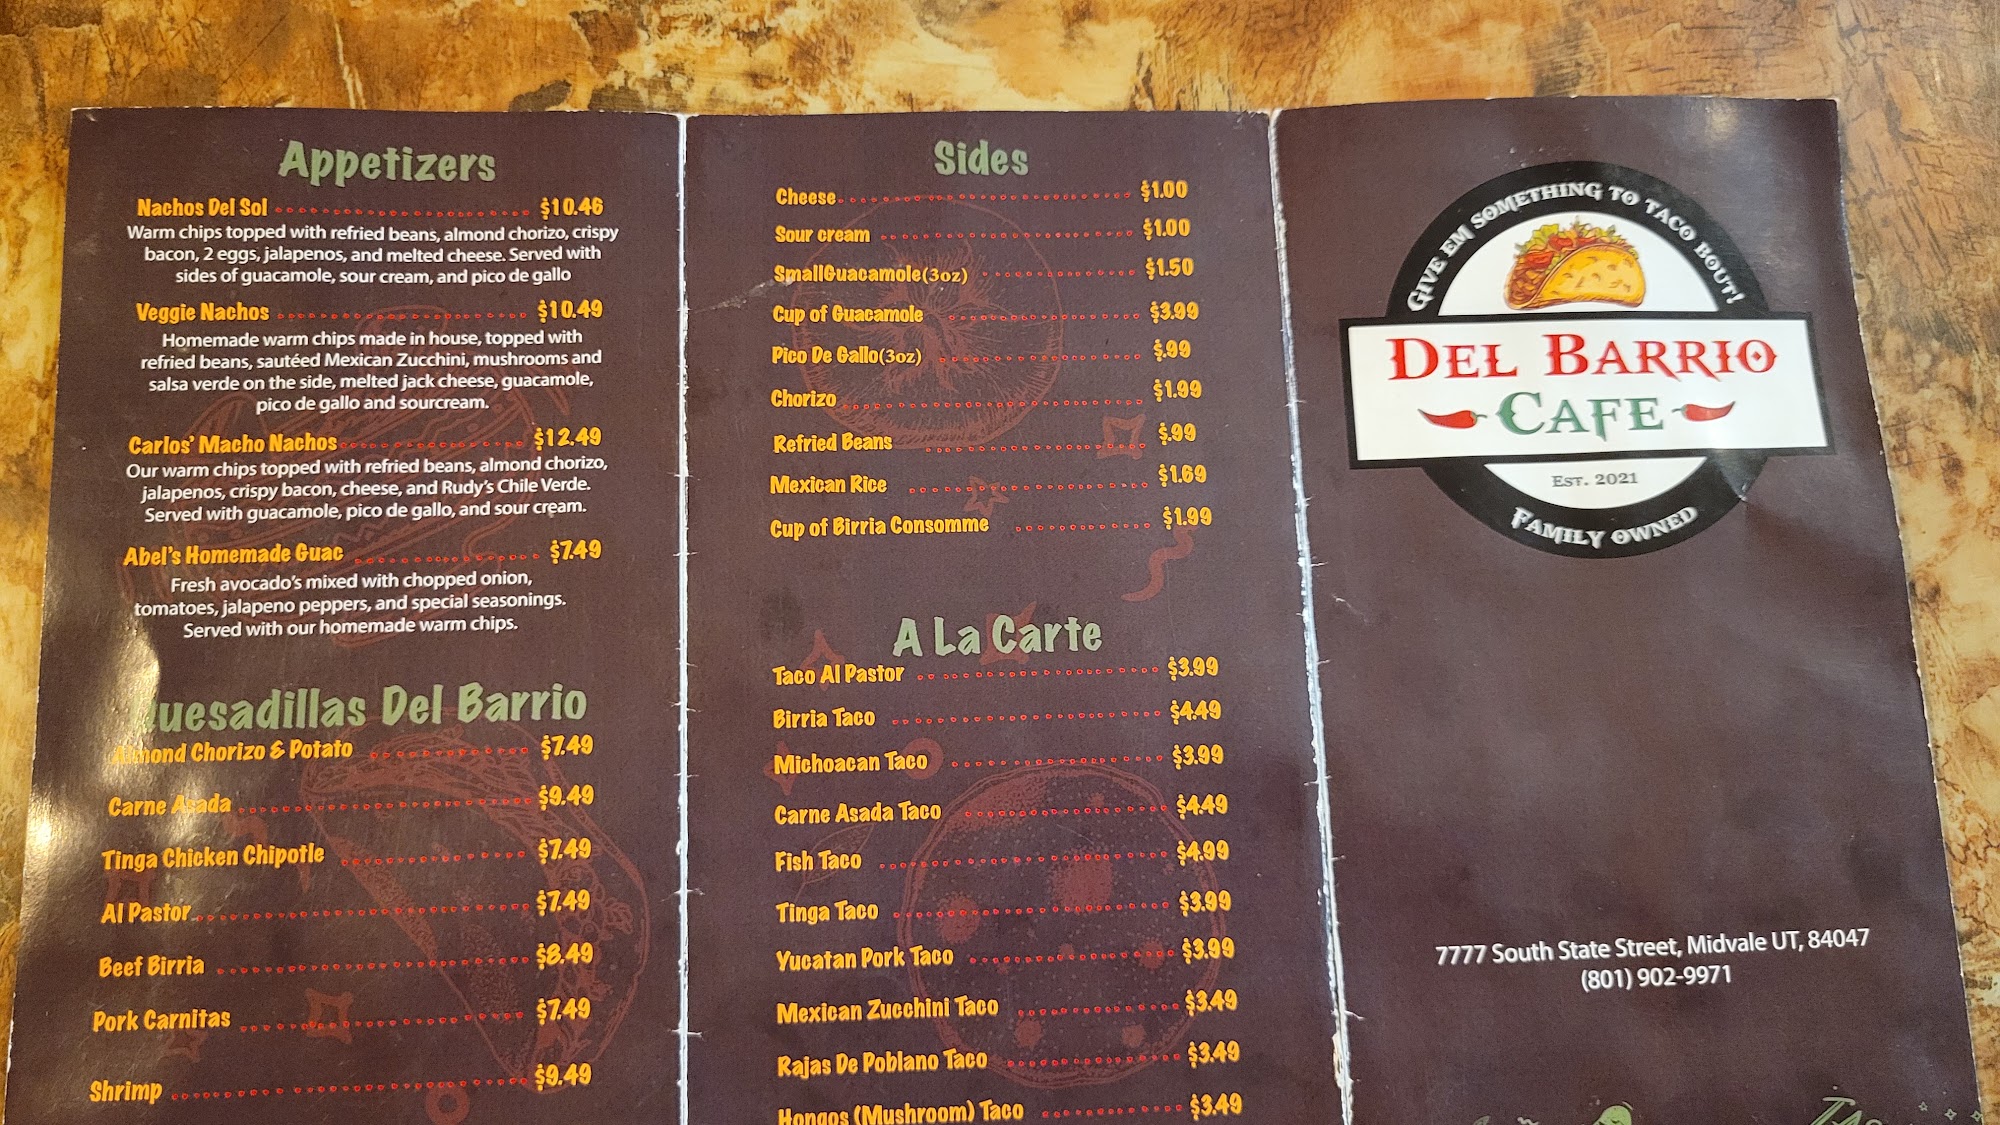 Appetizers
Nachos Del Sol $10.46
Warm chips topped with refried beans, almond chorizo, crispy
bacon, 2 eggs, jalapenos, and melted cheese. Served with
sides of guacamole, sour cream, and pico de gallo
Veggie Nachos $10.49
Homemade warm chips made in house, topped with
refried beans, sautéed Mexican Zucchini, mushrooms and
salsa verde on the side, melted jack cheese, guacamole,
pico de gallo and sourcream.
Carlos' Macho Nachos $12.49
Our warm chips topped with refried beans, almond chorizo,
jalapenos, crispy bacon, cheese, and Rudy's Chile Verde.
Served with guacamole, pico de gallo, and sour cream.
Abel's Homemade Guac $7.49
Fresh avocado's mixed with chopped onion,
tomatoes, jalapeno peppers, and special seasonings.
Served with our homemade warm chips.
Quesadillas Del Barrio
Almond Chorizo & Potato $7.49
Carne Asada $9.49
Tinga Chicken Chipotle $7.49
Al Pastor $7.49
Beef Birria $8.49
Pork Carnitas $7.49
Shrimp $9.49
Sides
Cheese $1.00
Sour cream $1.00
SmallGuacamole(3oz) $1.50
Cup of Guacamole $3.99
Pico De Gallo(3oz) $.99
Chorizo $1.99
Refried Beans $.99
Mexican Rice $1.69
Cup of Birria Consomme $1.99
A La Carte
Taco Al Pastor $3.99
Birria Taco $4.49
Michoacan Taco $3.99
Carne Asada Taco $4.49
Fish Taco $4.99
Tinga Taco $3.99
Yucatan Pork Taco $3.99
Mexican Zucchini Taco $3.49
Rajas De Poblano Taco $3.49
Hongos (Mushroom) Taco $3.49
Give em something to taco bout!
Del Barrio
Cafe
Est. 2021
Family owned
7777 South State Street, Midvale UT, 84047
(801) 902-9971